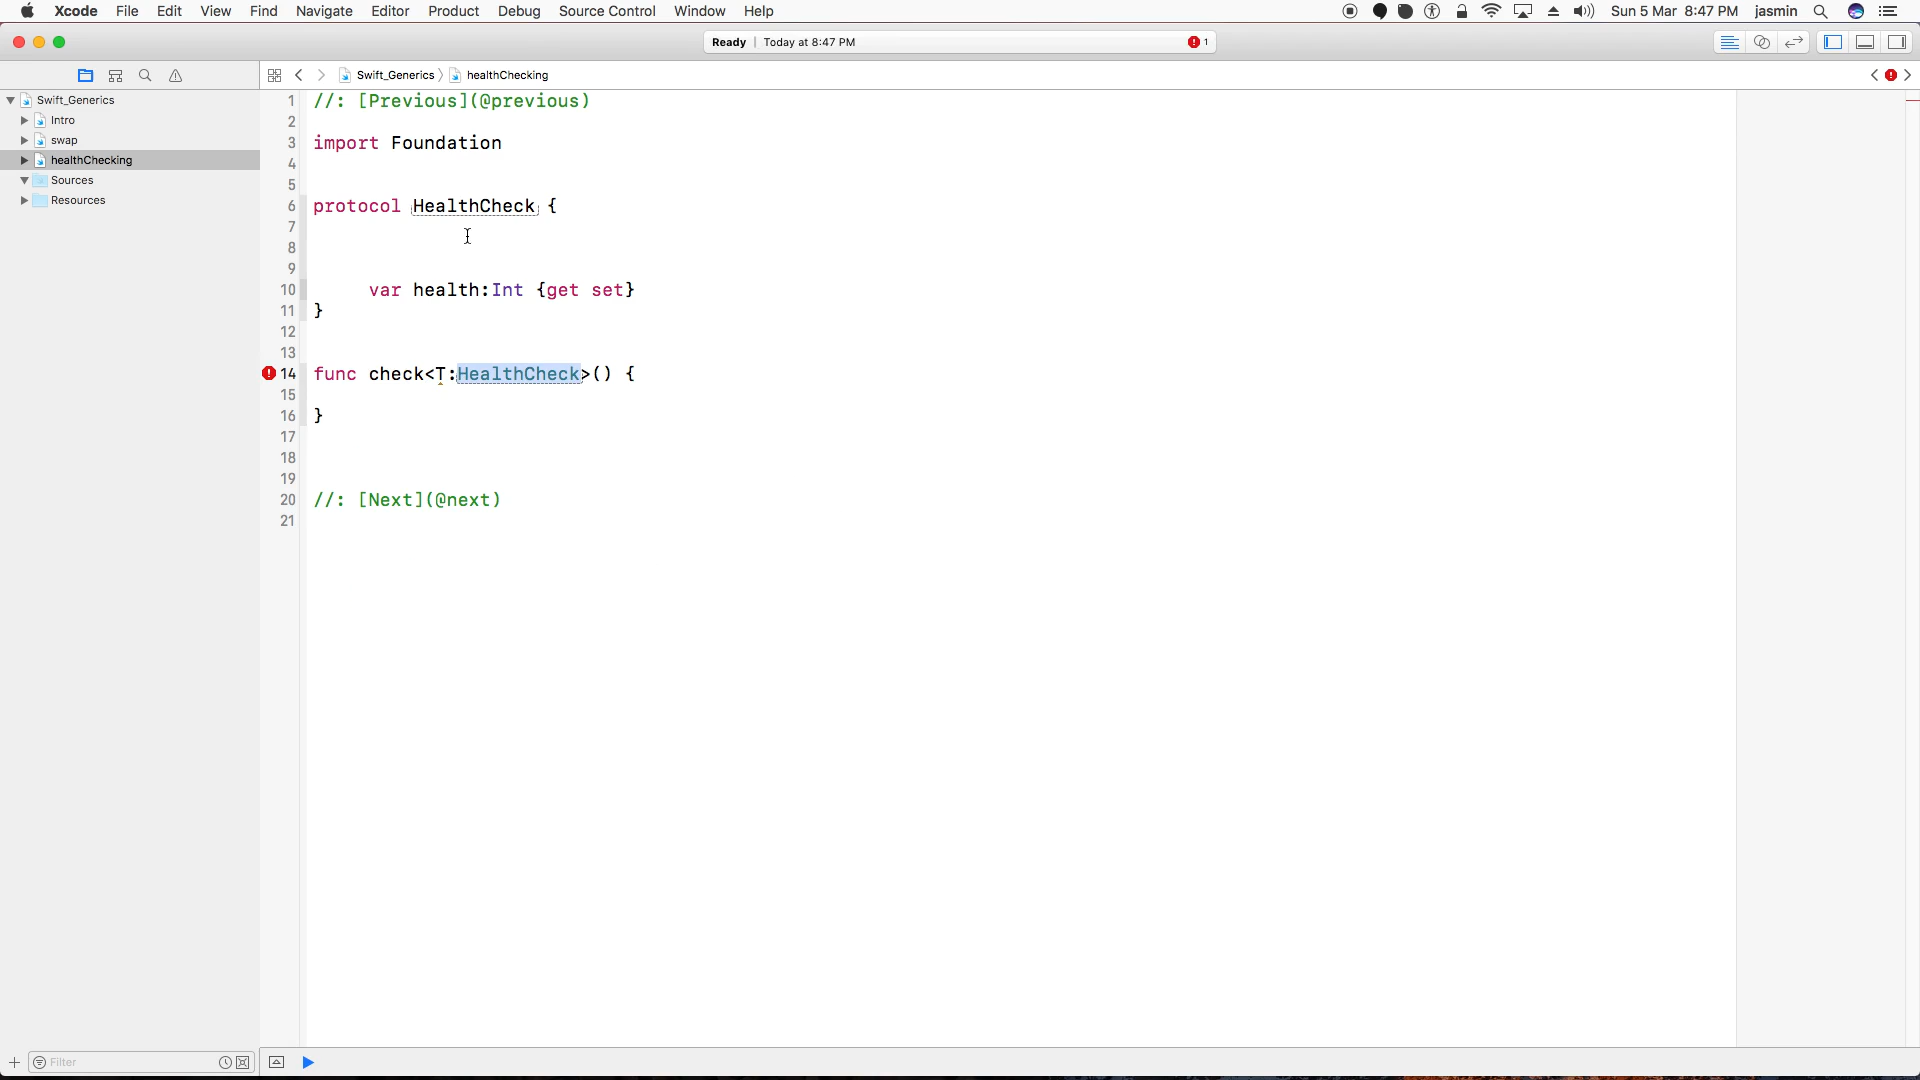 Xcode File Edit View Find Navigate Editor Product Debug Source Control Window Help Sun 5 Mar 8:47 PM jasmin
Ready | Today at 8:47 PM 1
Swift_Generics healthChecking
Swift_Generics
Intro
swap
healthChecking
Sources
Resources
1 //: [Previous](@previous)
2
3 import Foundation
4
5
6 protocol HealthCheck {
7
8
9
10 var health:Int {get set}
11 }
12
13
14 func check<T:HealthCheck>() {
15
16 }
17
18
19
20 //: [Next](@next)
21
Filter